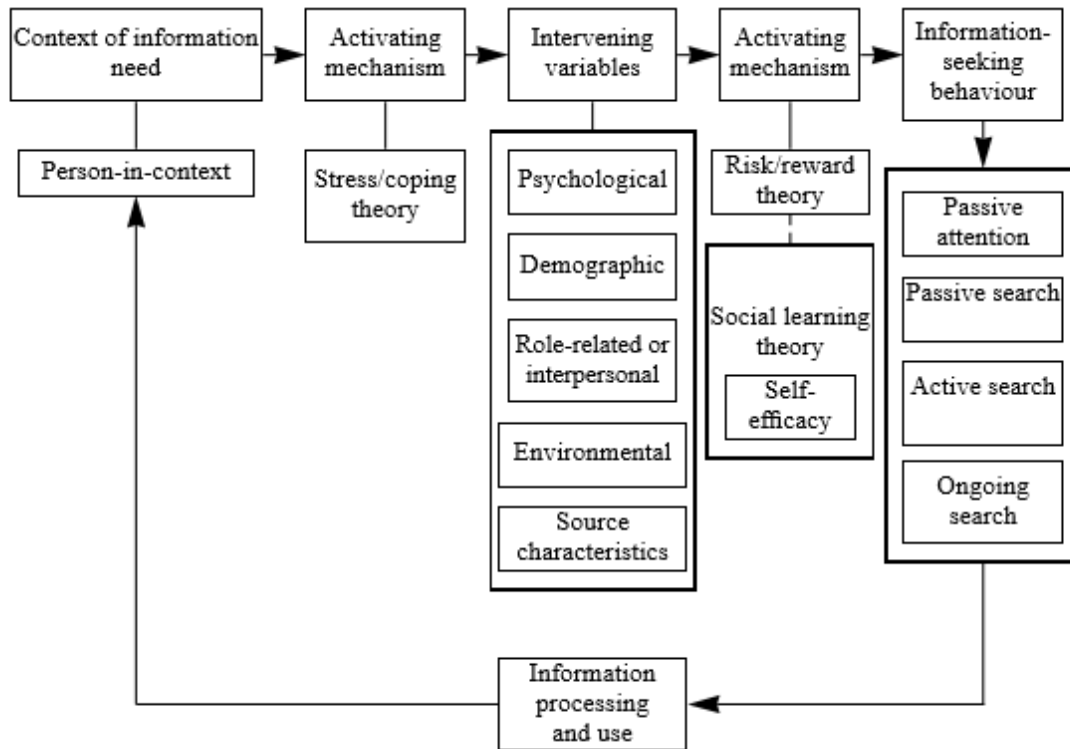 Context of information
need
Activating
mechanism
Intervening
variables
Activating
mechanism
Information-
seeking
behaviour
Person-in-context
Stress/coping
theory
Psychological
Demographic
Role-related or
interpersonal
Environmental
Source
characteristics
Risk/reward
theory
Social learning
theory
Self-
efficacy
Passive
attention
Passive search
Active search
Ongoing
search
Information
processing
and use